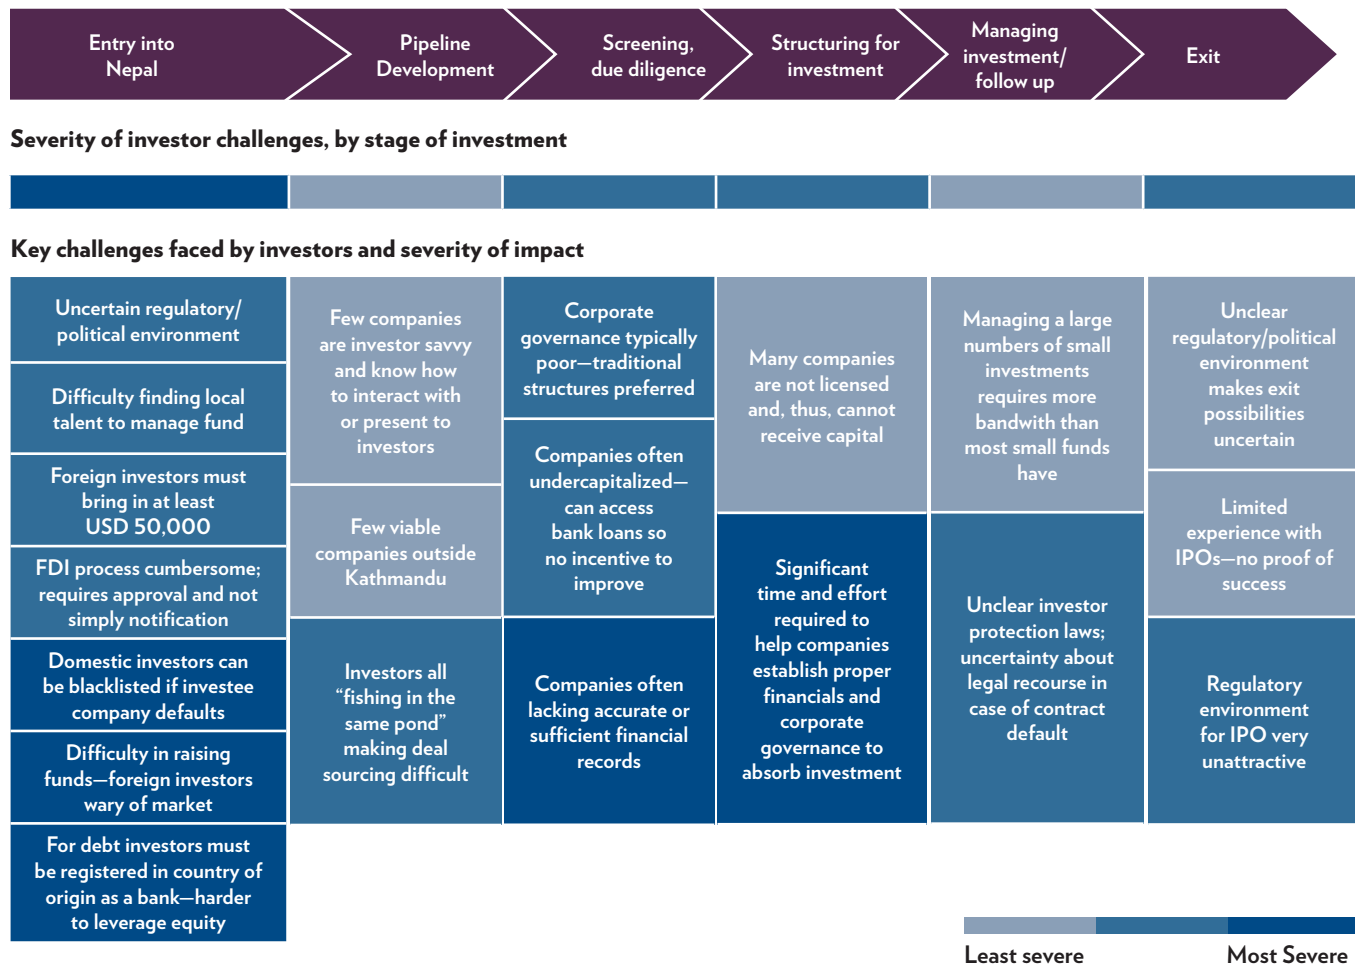 Entry into
Nepal
Pipeline
Development
Screening,
due diligence
Structuring for
investment
Managing
investment/
follow up
Exit
Severity of investor challenges, by stage of investment
Key challenges faced by investors and severity of impact
Uncertain regulatory/
political environment
Difficulty finding local
talent to manage fund
Foreign investors must
bring in at least
USD 50,000
FDI process cumbersome;
requires approval and not
simply notification
Domestic investors can
be blacklisted if investee
company defaults
Difficulty in raising
funds—foreign investors
wary of market
For debt investors must
be registered in country of
origin as a bank—harder
to leverage equity
Few companies
are investor savvy
and know how
to interact with
or present to
investors
Few viable
companies outside
Kathmandu
Investors all
“fishing in the
same pond”
making deal
sourcing difficult
Corporate
governance typically
poor—traditional
structures preferred
Companies often
undercapitalized—
can access
bank loans so
no incentive to
improve
Companies often
lacking accurate or
sufficient financial
records
Many companies
are not licensed
and, thus, cannot
receive capital
Significant
time and effort
required to
help companies
establish proper
financials and
corporate
governance to
absorb investment
Managing a large
numbers of small
investments
requires more
bandwith than
most small funds
have
Unclear investor
protection laws;
uncertainty about
legal recourse in
case of contract
default
Unclear
regulatory/political
environment
makes exit
possibilities
uncertain
Limited
experience with
IPOs—no proof of
success
Regulatory
environment
for IPO very
unattractive
Least severe
Most Severe